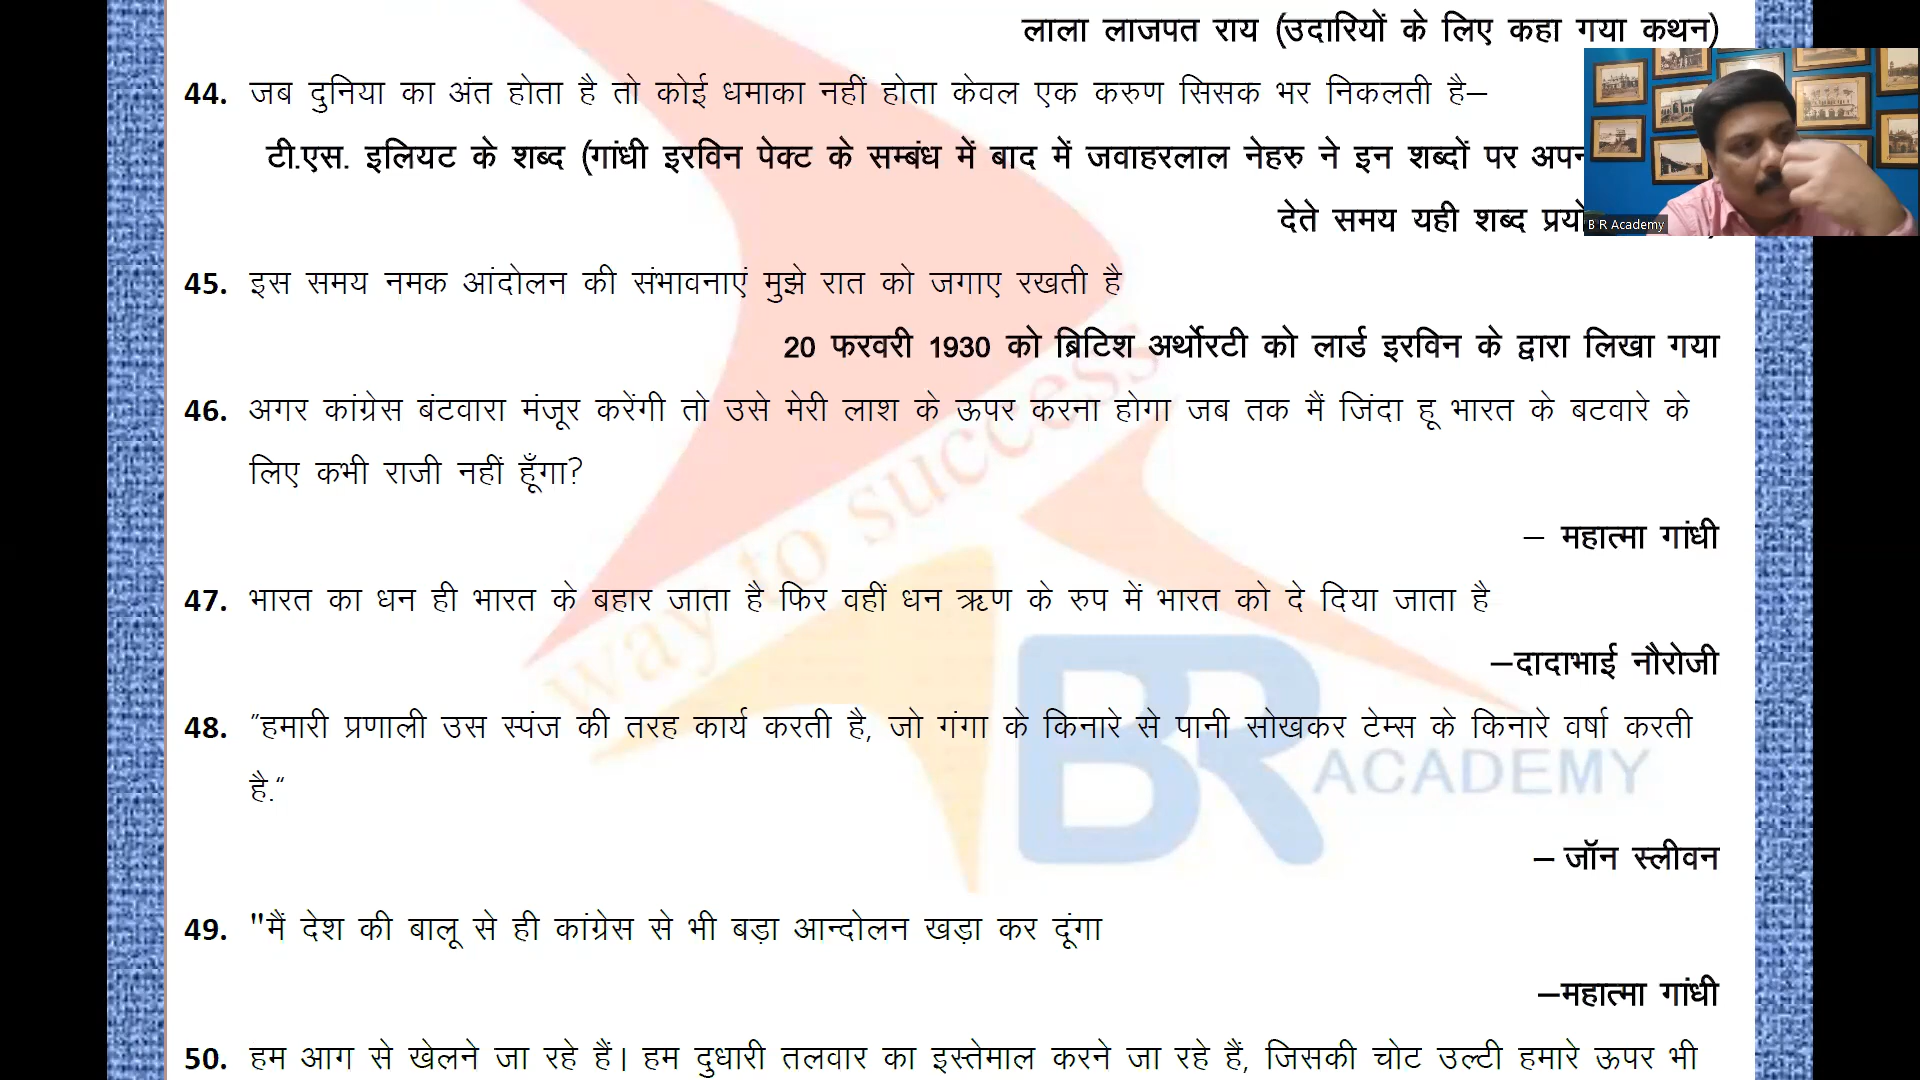 लाला लाजपत राय (उदारियों के लिए कहा गया कथन)
44. जब दुनिया का अंत होता है तो कोई धमाका नहीं होता केवल एक करुण सिसक भर निकलती है–
टी.एस. इलियट के शब्द (गांधी इरविन पेक्ट के सम्बंध में बाद में जवाहरलाल नेहरु ने इन शब्दों पर
देते समय यही शब्द
B R Academy
45. इस समय नमक आंदोलन की संभावनाएं मुझे रात को जगाए रखती है
20 फरवरी 1930 को ब्रिटिश अर्थोरटी को लार्ड इरविन के द्वारा लिखा गया
46. अगर कांग्रेस बंटवारा मंजूर करेंगी तो उसे मेरी लाश के ऊपर करना होगा जब तक मैं जिंदा हू भारत के बटवारे के
लिए कभी राजी नहीं हूँगा?
– महात्मा गांधी
47. भारत का धन ही भारत के बहार जाता है फिर वहीं धन ऋण के रुप में भारत को दे दिया जाता है
–दादाभाई नौरोजी
48. ”हमारी प्रणाली उस स्पंज की तरह कार्य करती है, जो गंगा के किनारे से पानी सोखकर टेम्स के किनारे वर्षा करती
है.“
– जॉन स्लीवन
49. "मैं देश की बालू से ही कांग्रेस से भी बड़ा आन्दोलन खड़ा कर दूंगा
–महात्मा गांधी
50. हम आग से खेलने जा रहे हैं। हम दुधारी तलवार का इस्तेमाल करने जा रहे हैं, जिसकी चोट उल्टी हमारे ऊपर भी
way to success
BR ACADEMY